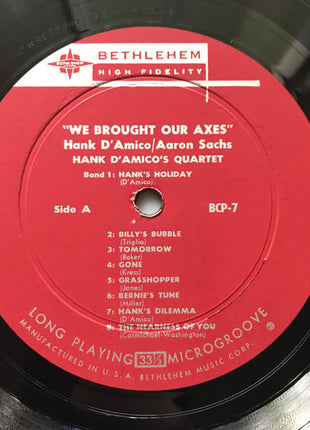 BETHLEHEM
HIGH FIDELITY
"WE BROUGHT OUR AXES"
Hank D'Amico/Aaron Sachs
HANK D'AMICO'S QUARTET
Band 1: HANK'S HOLIDAY
(D'Amico)
Side A
BCP-7
2: BILLY'S BUBBLE
(Triglia)
3: TOMORROW
(Baker)
4: GONE
(Kress)
5: GRASSHOPPER
(Jones)
6: BERNIE'S TUNE
(Miller)
7: HANK'S DILEMMA
(D'Amico)
8: THE NEARNESS OF YOU
(Carmichael-Washington)
LONG PLAYING 33⅓ MICROGROOVE ®
MANUFACTURED IN U.S.A. BETHLEHEM MUSIC CORP.